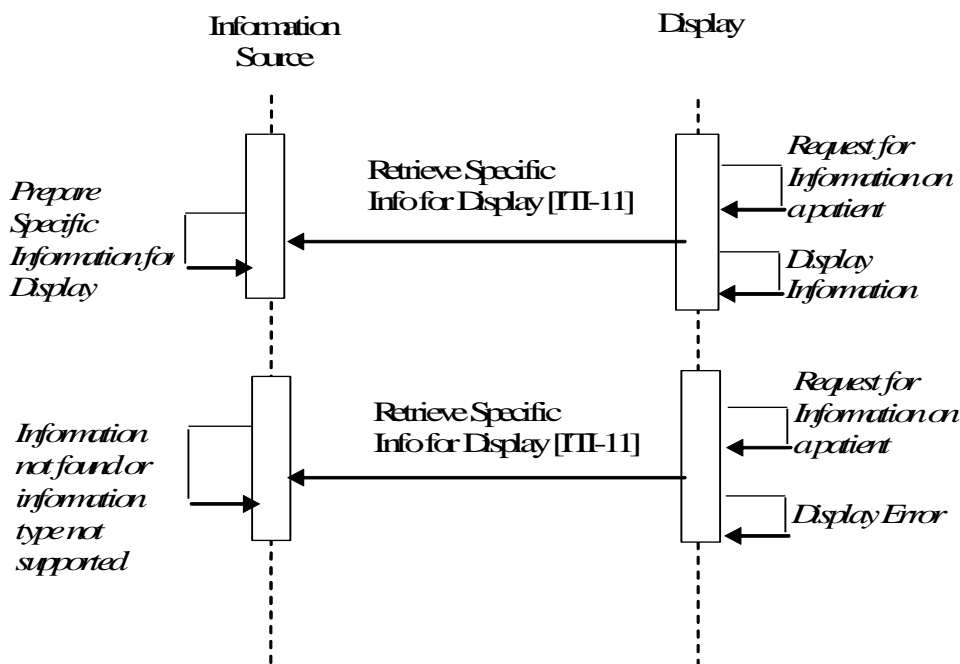 Information
Source
Display
Retrieve Specific
Info for Display [ITI-11]
Request for
Information on
a patient
Prepare
Specific
Information for
Display
Display
Information
Retrieve Specific
Info for Display [ITI-11]
Request for
Information on
a patient
Information
not found or
information
type not
supported
Display Error